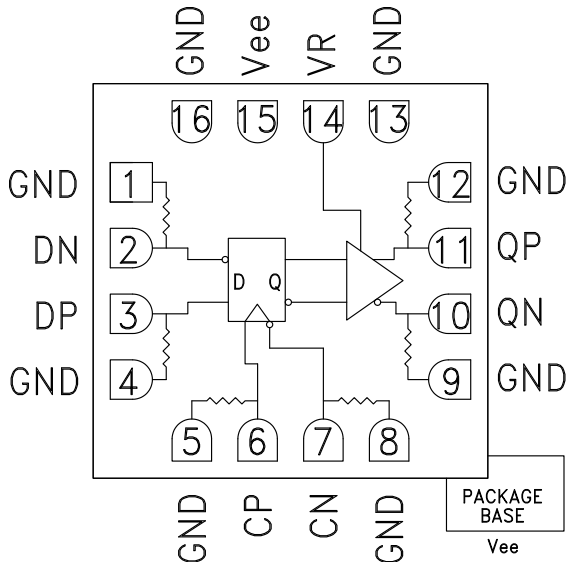 GND
Vee
VR
GND
16
15
14
13
GND
1
12
GND
DN
2
11
QP
D
Q
DP
3
10
QN
GND
4
9
GND
5
6
7
8
GND
CP
CN
GND
PACKAGE
BASE
Vee